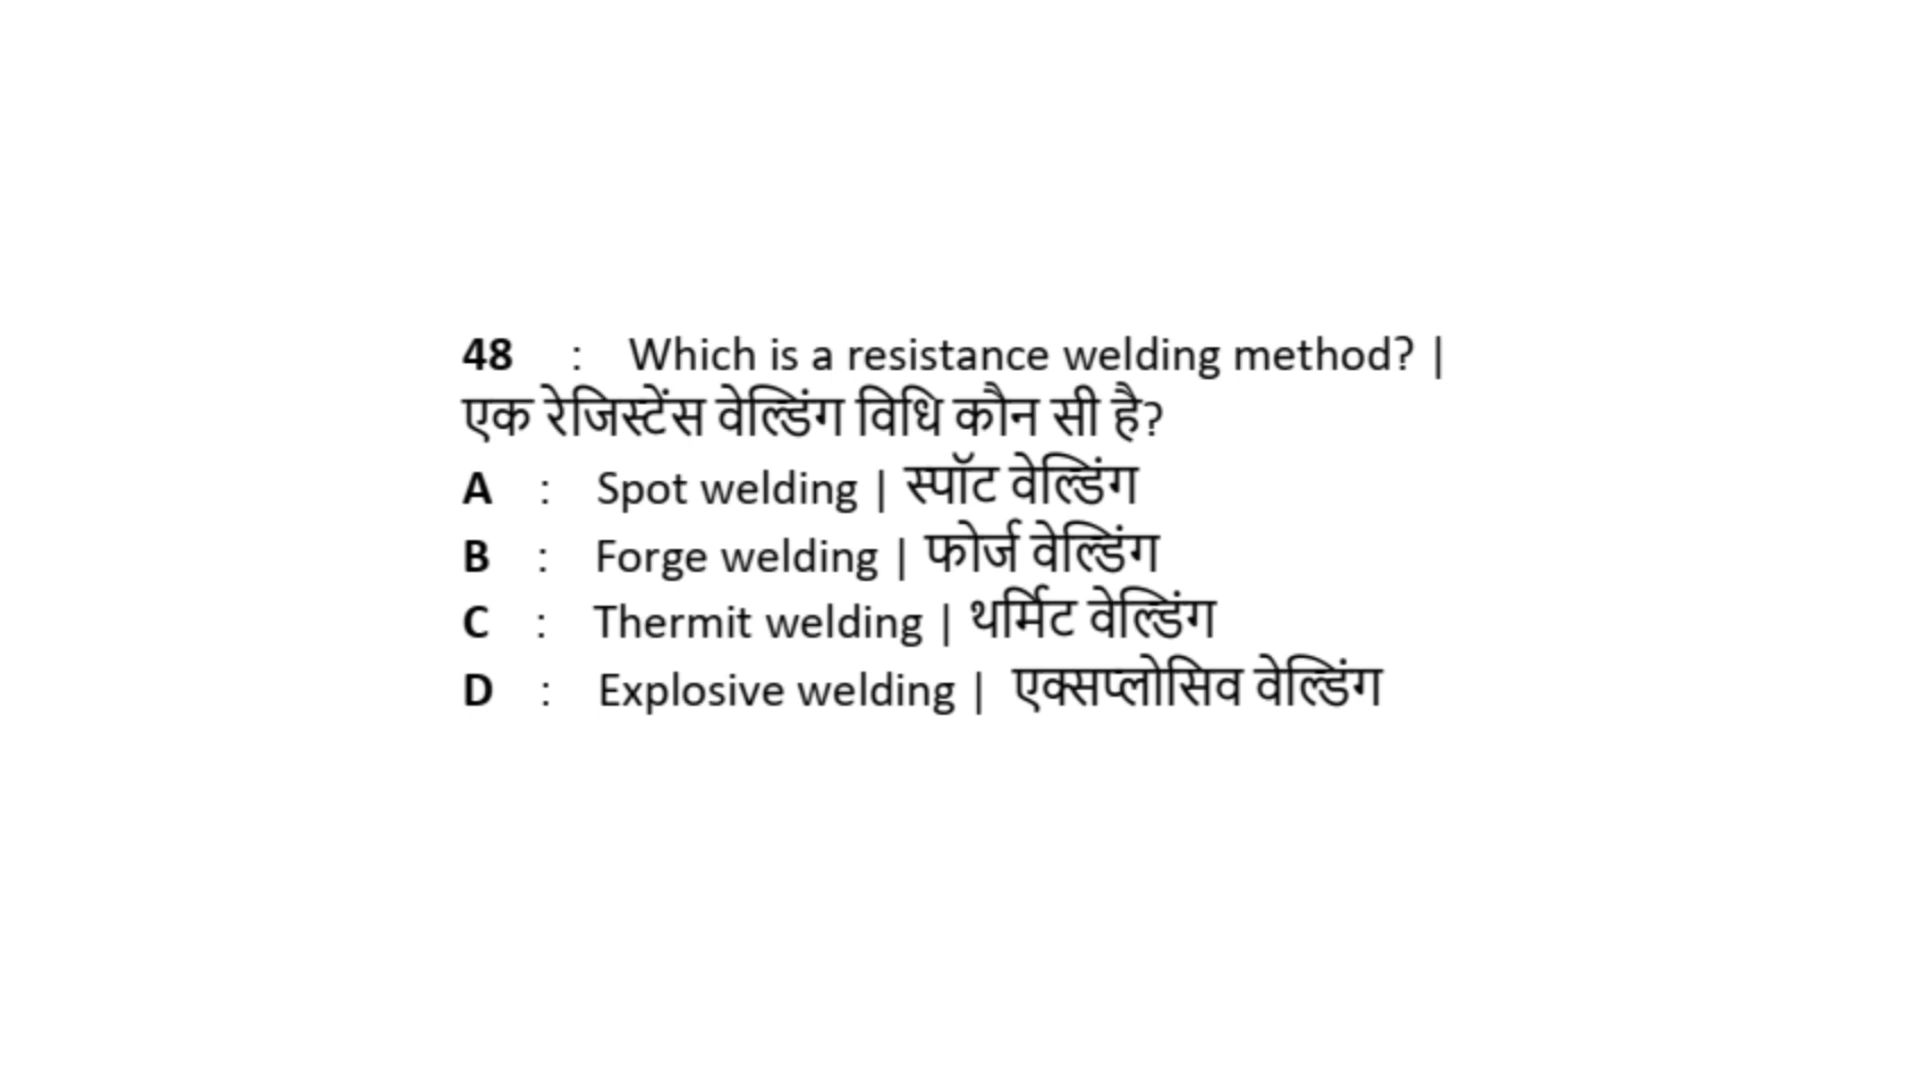 48 : Which is a resistance welding method? |
एक रेजिस्टेंस वेल्डिंग विधि कौन सी है?
A : Spot welding | स्पॉट वेल्डिंग
B : Forge welding | फोर्ज वेल्डिंग
C : Thermit welding | थर्मिट वेल्डिंग
D : Explosive welding | एक्सप्लोसिव वेल्डिंग